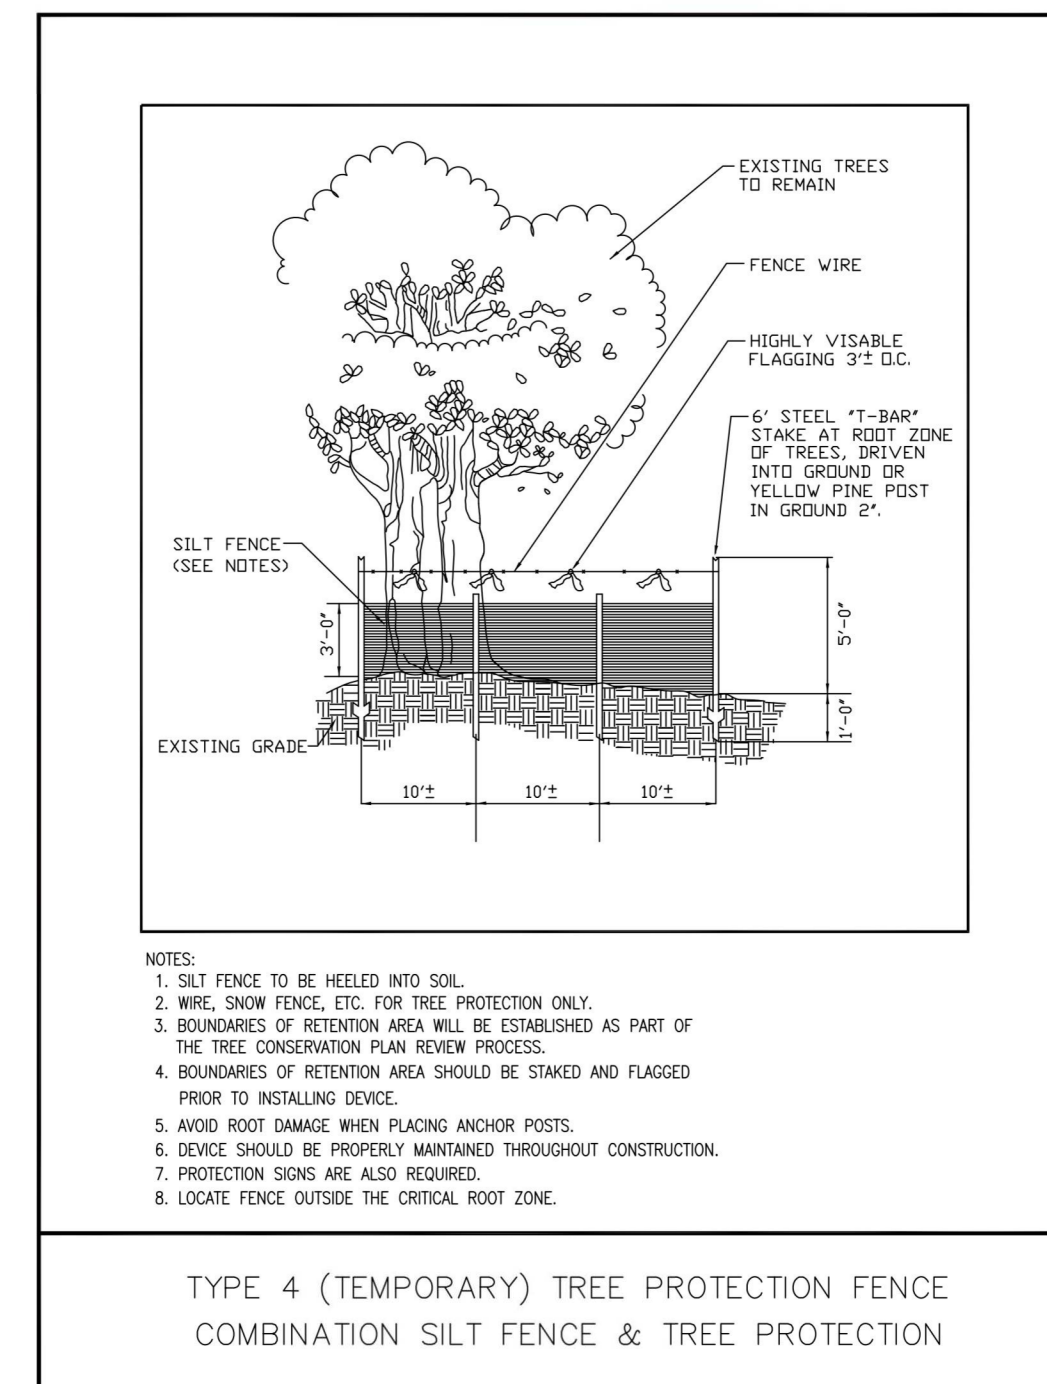 EXISTING TREES
TO REMAIN
FENCE WIRE
HIGHLY VISABLE
FLAGGING 3'± O.C.
6' STEEL "T-BAR"
STAKE AT ROOT ZONE
OF TREES, DRIVEN
INTO GROUND OR
YELLOW PINE POST
IN GROUND 2".
SILT FENCE
(SEE NOTES)
3'-0"
5'-0"
1'-0"
EXISTING GRADE
10'± 10'± 10'±
NOTES:
1. SILT FENCE TO BE HEELED INTO SOIL.
2. WIRE, SNOW FENCE, ETC. FOR TREE PROTECTION ONLY.
3. BOUNDARIES OF RETENTION AREA WILL BE ESTABLISHED AS PART OF
THE TREE CONSERVATION PLAN REVIEW PROCESS.
4. BOUNDARIES OF RETENTION AREA SHOULD BE STAKED AND FLAGGED
PRIOR TO INSTALLING DEVICE.
5. AVOID ROOT DAMAGE WHEN PLACING ANCHOR POSTS.
6. DEVICE SHOULD BE PROPERLY MAINTAINED THROUGHOUT CONSTRUCTION.
7. PROTECTION SIGNS ARE ALSO REQUIRED.
8. LOCATE FENCE OUTSIDE THE CRITICAL ROOT ZONE.
TYPE 4 (TEMPORARY) TREE PROTECTION FENCE
COMBINATION SILT FENCE & TREE PROTECTION